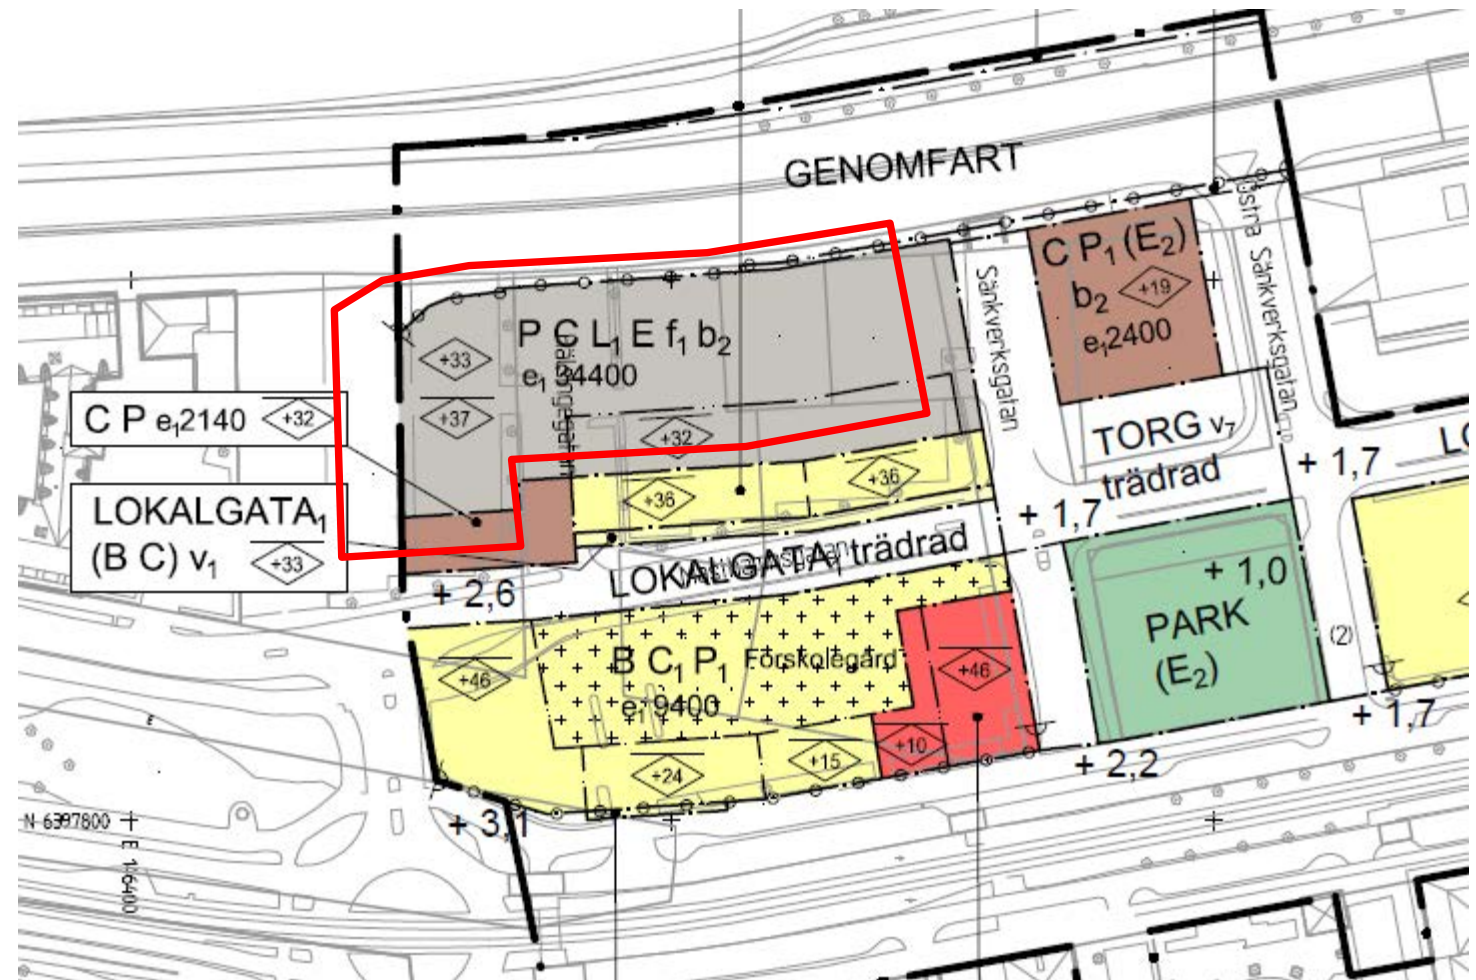 GENOMFART
Östra Sänkverksgatan
C P₁ (E₂)
b₂ +19
e₁2400
Sänkverksgatan
P C L₁ E f₁ b₂
e₁ 34400
+33
+37
+32
C P e₁2140 +32
LOKALGATA₁
(B C) v₁ +33
+36
+36
TORG v₇
trädrad
+ 1,7
LO
+ 1,7
LOKALGATA₁ trädrad
+ 2,6
+ 1,0
PARK
(E₂)
(2)
B C₁ P₁ Förskolegård
e₁ 9400
+46
+46
+10
+15
+24
+ 1,7
+ 2,2
+ 3,1
N 6397800
E 146400